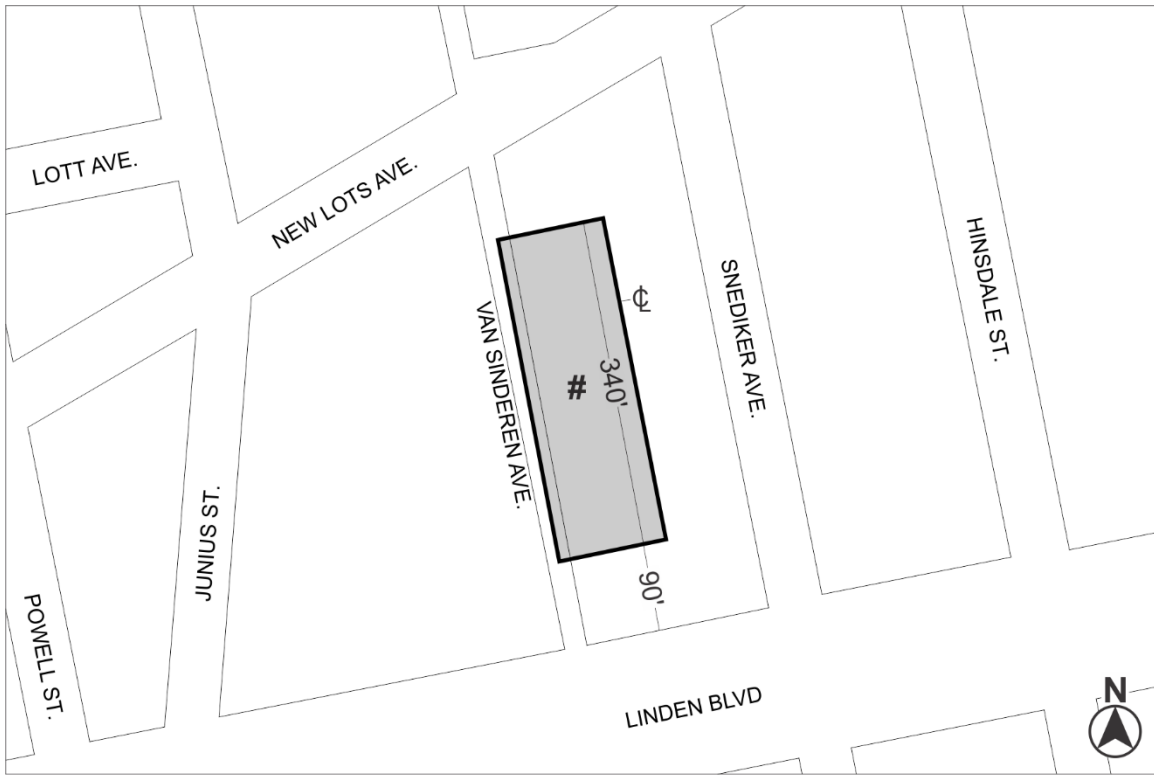 LOTT AVE.
NEW LOTS AVE.
HINSDALE ST.
SNEDIKER AVE.
℄
VAN SINDEREN AVE.
340'
#
JUNIUS ST.
90'
POWELL ST.
LINDEN BLVD
N